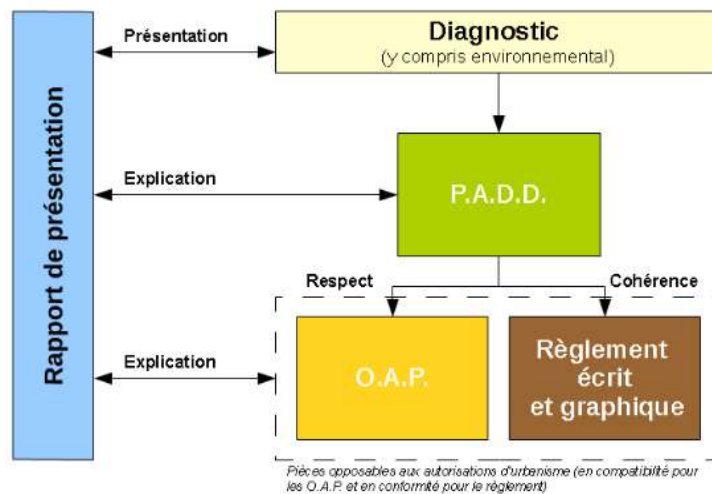 Rapport de présentation
Présentation
Diagnostic
(y compris environnemental)
Explication
P.A.D.D.
Respect
Cohérence
Explication
O.A.P.
Règlement
écrit
et graphique
Pièces opposables aux autorisations d'urbanisme (en compatibilité pour
les O.A.P. et en conformité pour le règlement)